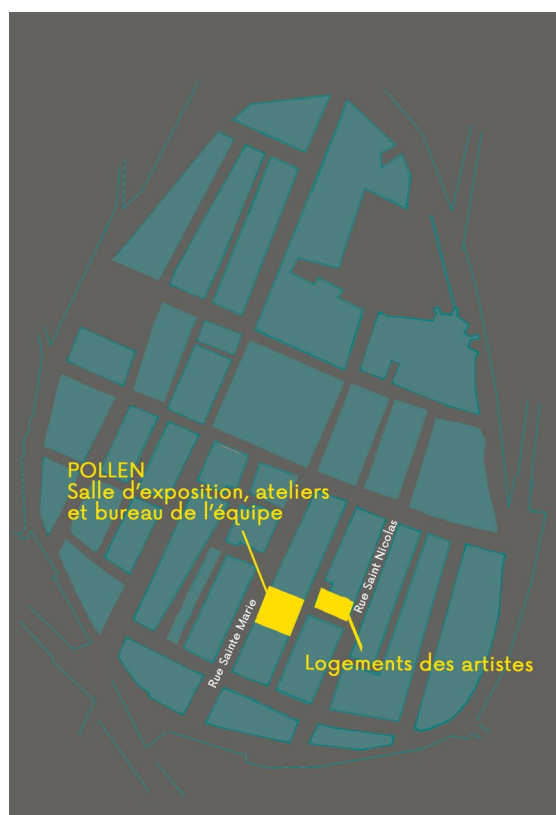 POLLEN
Salle d'exposition, ateliers
et bureau de l'équipe
Rue Saint Nicolas
Rue Sainte Marie
Logements des artistes